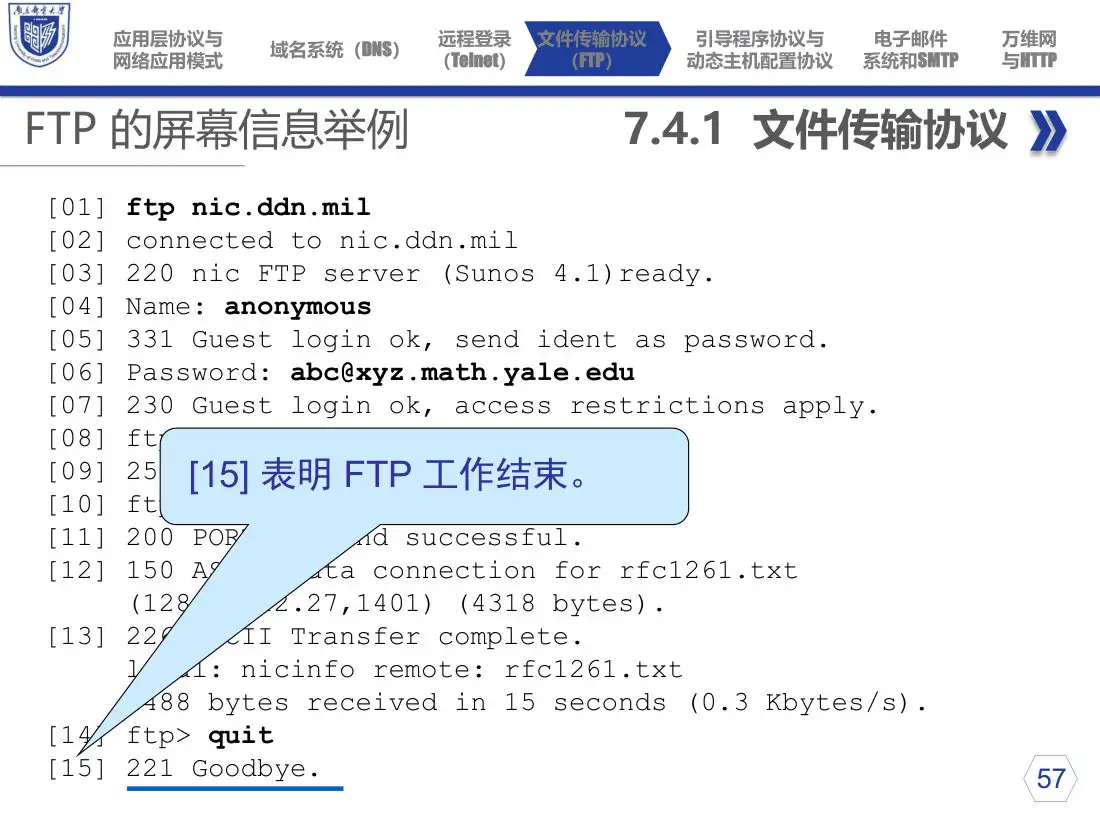 应用层协议与
网络应用模式
域名系统（DNS）
远程登录
（Telnet）
文件传输协议
（FTP）
引导程序协议与
动态主机配置协议
电子邮件
系统和SMTP
万维网
与HTTP
FTP 的屏幕信息举例
7.4.1 文件传输协议
[01] ftp nic.ddn.mil
[02] connected to nic.ddn.mil
[03] 220 nic FTP server (Sunos 4.1)ready.
[04] Name: anonymous
[05] 331 Guest login ok, send ident as password.
[06] Password: abc@xyz.math.yale.edu
[07] 230 Guest login ok, access restrictions apply.
[08]
[09]
[10]
[15] 表明 FTP 工作结束。
[11] 200 successful.
[12] 150 connection for rfc1261.txt
(4318 bytes).
[13] Transfer complete.
nicinfo remote: rfc1261.txt
bytes received in 15 seconds (0.3 Kbytes/s).
[14] ftp> quit
[15] 221 Goodbye.
57